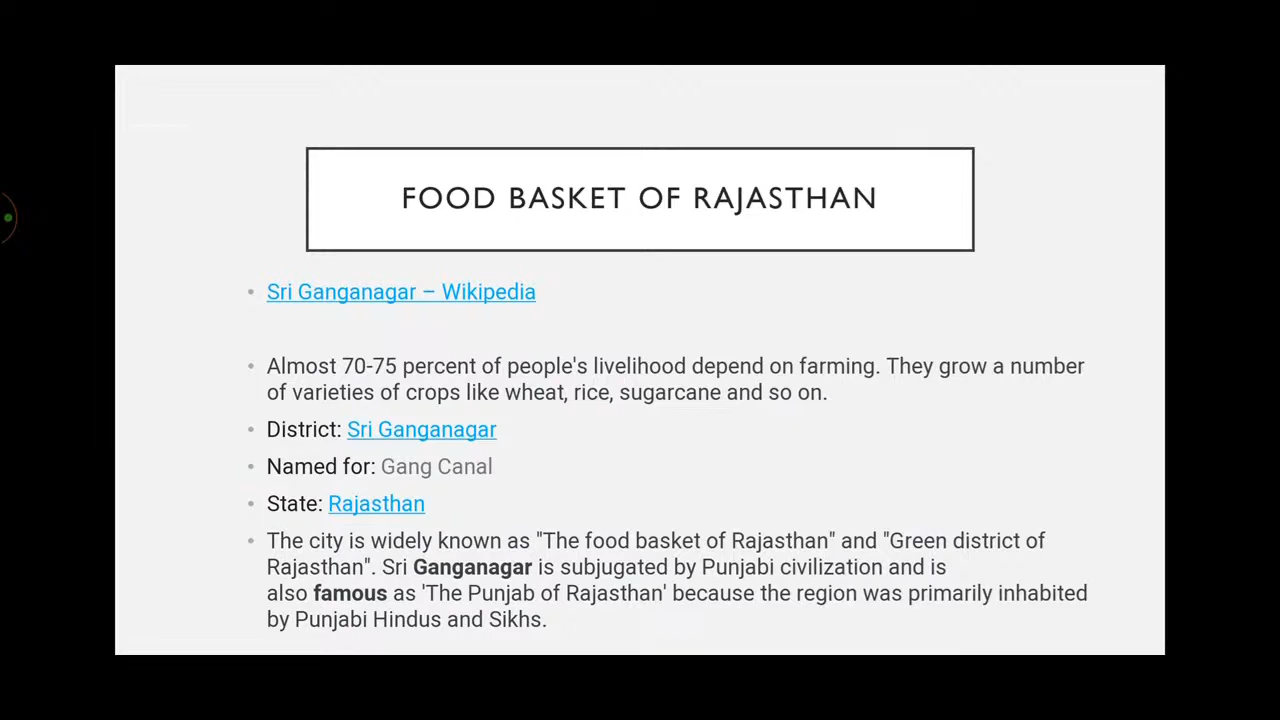 FOOD BASKET OF RAJASTHAN
• Sri Ganganagar – Wikipedia
• Almost 70-75 percent of people's livelihood depend on farming. They grow a number
of varieties of crops like wheat, rice, sugarcane and so on.
• District: Sri Ganganagar
• Named for: Gang Canal
• State: Rajasthan
• The city is widely known as "The food basket of Rajasthan" and "Green district of
Rajasthan". Sri Ganganagar is subjugated by Punjabi civilization and is
also famous as 'The Punjab of Rajasthan' because the region was primarily inhabited
by Punjabi Hindus and Sikhs.